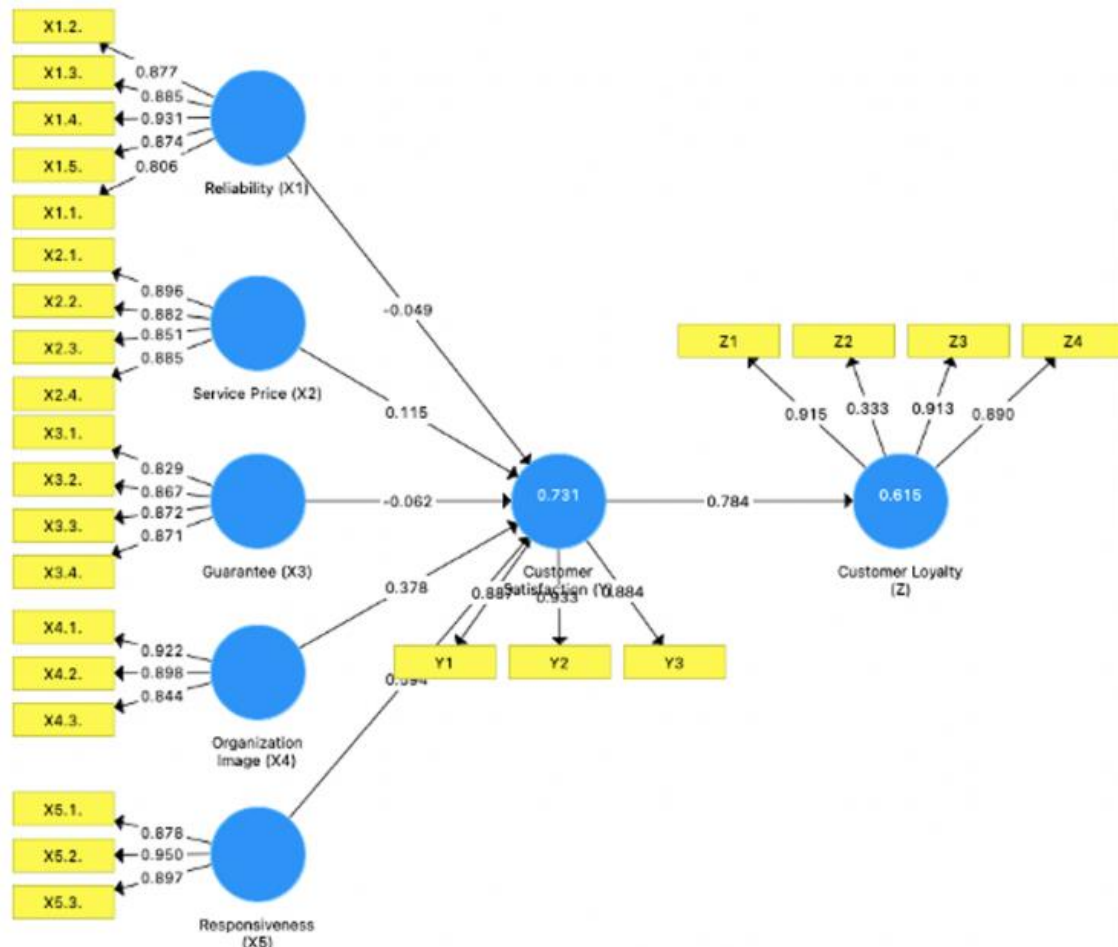 X1.2.
X1.3.
X1.4.
X1.5.
X1.1.
0.877
0.885
0.931
0.874
0.806
Reliability (X1)
X2.1.
X2.2.
X2.3.
X2.4.
0.896
0.882
0.851
0.885
Service Price (X2)
X3.1.
X3.2.
X3.3.
X3.4.
0.829
0.867
0.872
0.871
Guarantee (X3)
X4.1.
X4.2.
X4.3.
0.922
0.898
0.844
Organization
Image (X4)
X5.1.
X5.2.
X5.3.
0.878
0.950
0.897
Responsiveness
(X5)
-0.049
0.115
-0.062
0.378
0.731
Customer
Satisfaction (Y)
0.933
0.884
Y1
Y2
Y3
0.784
Z1
Z2
Z3
Z4
0.915
0.333
0.913
0.890
0.615
Customer Loyalty
(Z)